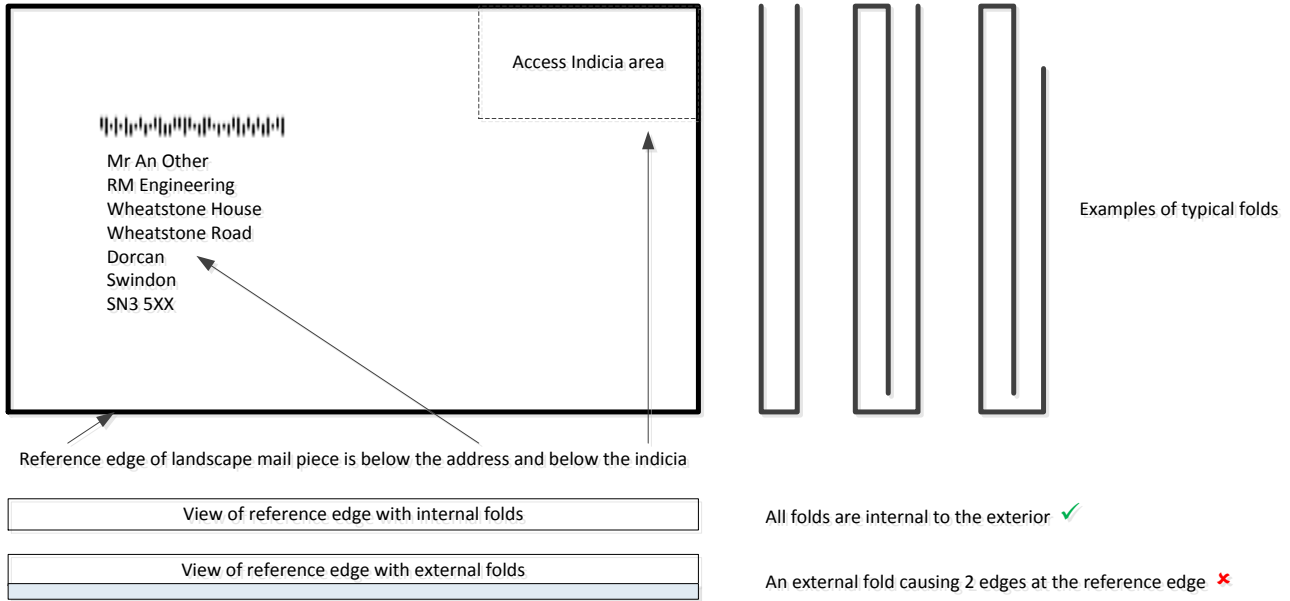 Access Indicia area
Mr An Other
RM Engineering
Wheatstone House
Wheatstone Road
Dorcan
Swindon
SN3 5XX
Examples of typical folds
Reference edge of landscape mail piece is below the address and below the indicia
View of reference edge with internal folds
All folds are internal to the exterior
View of reference edge with external folds
An external fold causing 2 edges at the reference edge